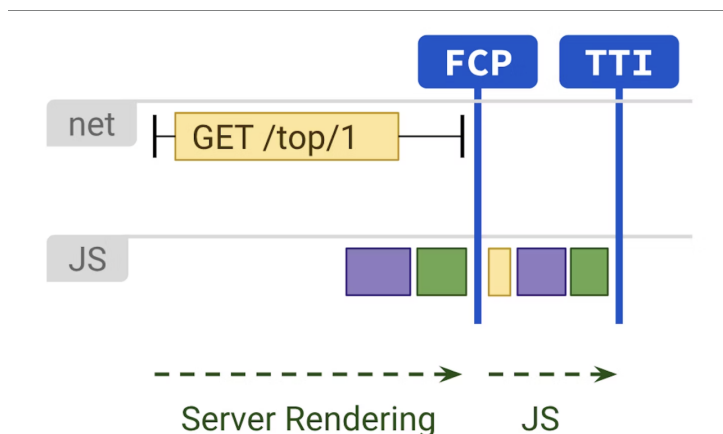 FCP TTI
net
GET /top/1
JS
Server Rendering JS